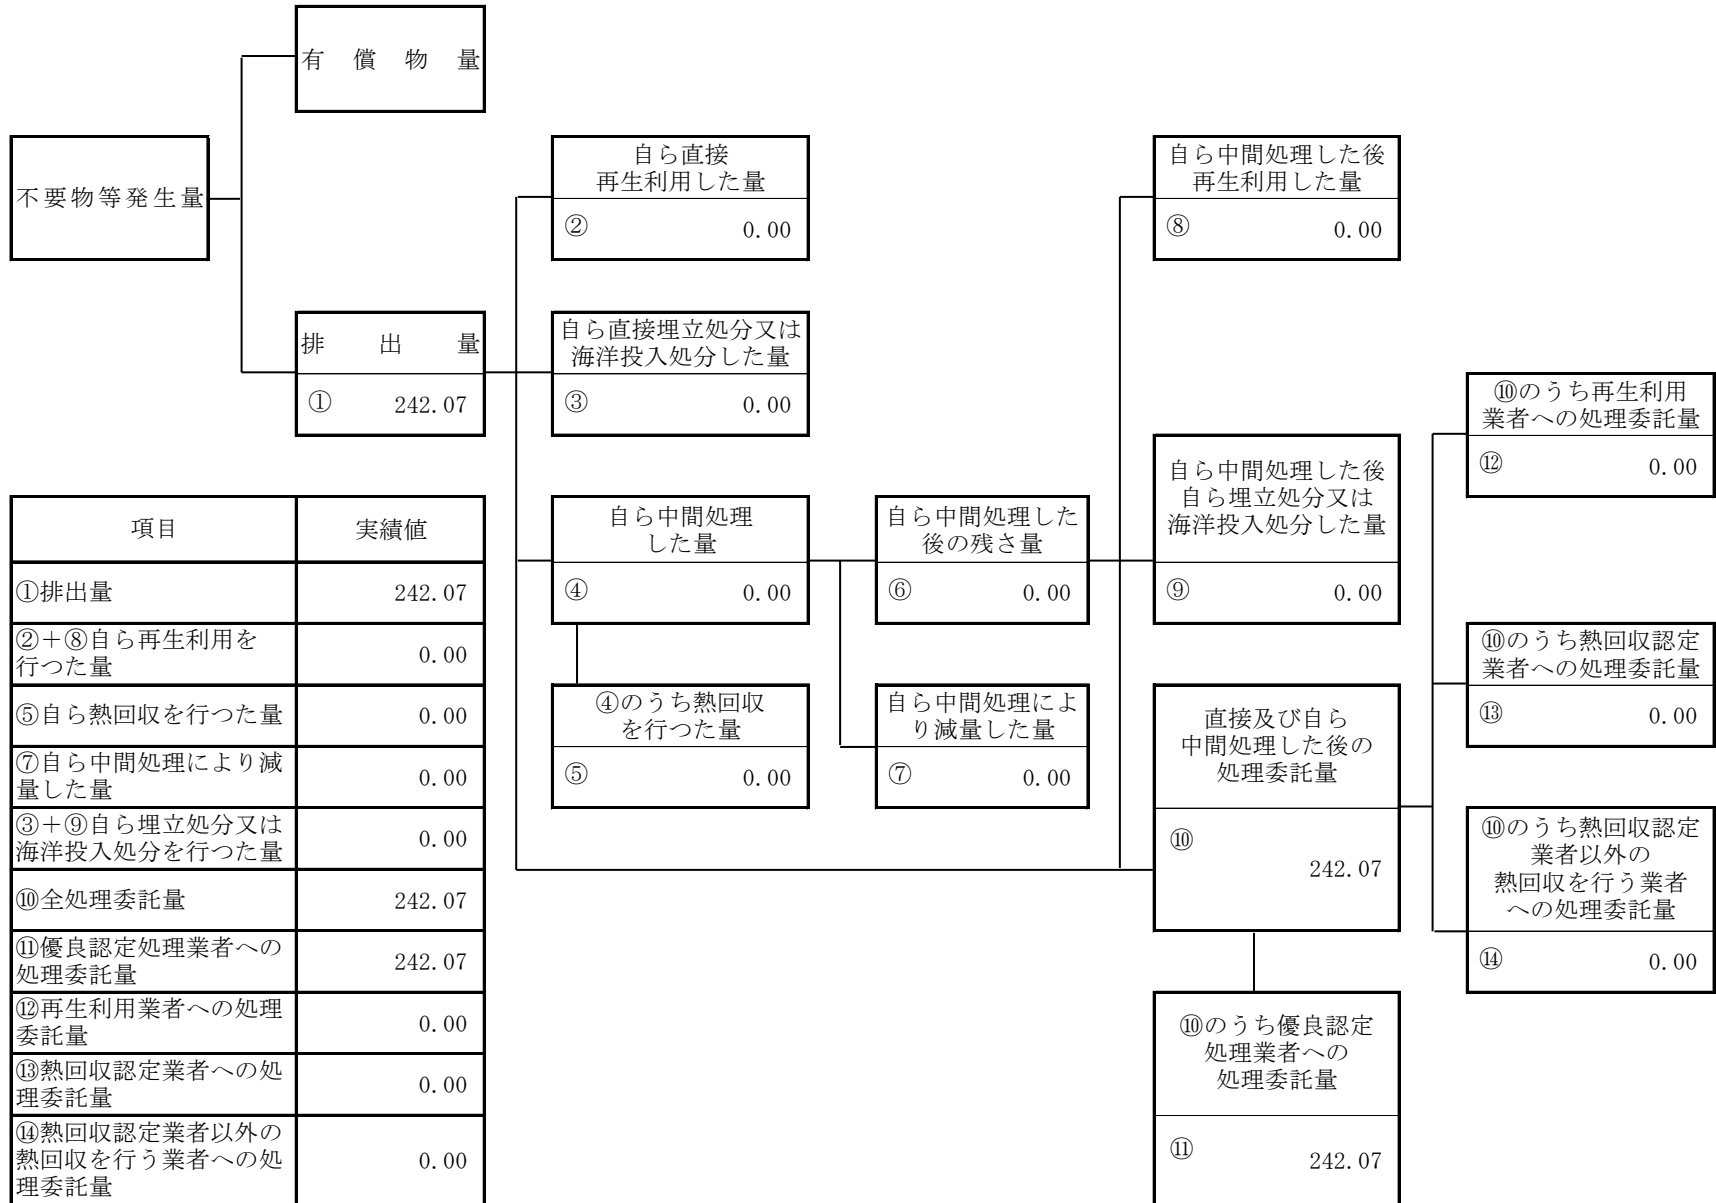 有償物量
不要物等発生量
排出量
① 242.07
自ら直接
再生利用した量
② 0.00
自ら直接埋立処分又は
海洋投入処分した量
③ 0.00
自ら中間処理
した量
④ 0.00
④のうち熱回収
を行つた量
⑤ 0.00
自ら中間処理した
後の残さ量
⑥ 0.00
自ら中間処理によ
り減量した量
⑦ 0.00
自ら中間処理した後
再生利用した量
⑧ 0.00
自ら中間処理した後
自ら埋立処分又は
海洋投入処分した量
⑨ 0.00
直接及び自ら
中間処理した後の
処理委託量
⑩
242.07
⑩のうち優良認定
処理業者への
処理委託量
⑪
242.07
⑩のうち再生利用
業者への処理委託量
⑫ 0.00
⑩のうち熱回収認定
業者への処理委託量
⑬ 0.00
⑩のうち熱回収認定
業者以外の
熱回収を行う業者
への処理委託量
⑭ 0.00
項目 実績値
①排出量 242.07
②+⑧自ら再生利用を
行つた量 0.00
⑤自ら熱回収を行つた量 0.00
⑦自ら中間処理により減
量した量 0.00
③+⑨自ら埋立処分又は
海洋投入処分を行つた量 0.00
⑩全処理委託量 242.07
⑪優良認定処理業者への
処理委託量 242.07
⑫再生利用業者への処理
委託量 0.00
⑬熱回収認定業者への処
理委託量 0.00
⑭熱回収認定業者以外の
熱回収を行う業者への処
理委託量 0.00